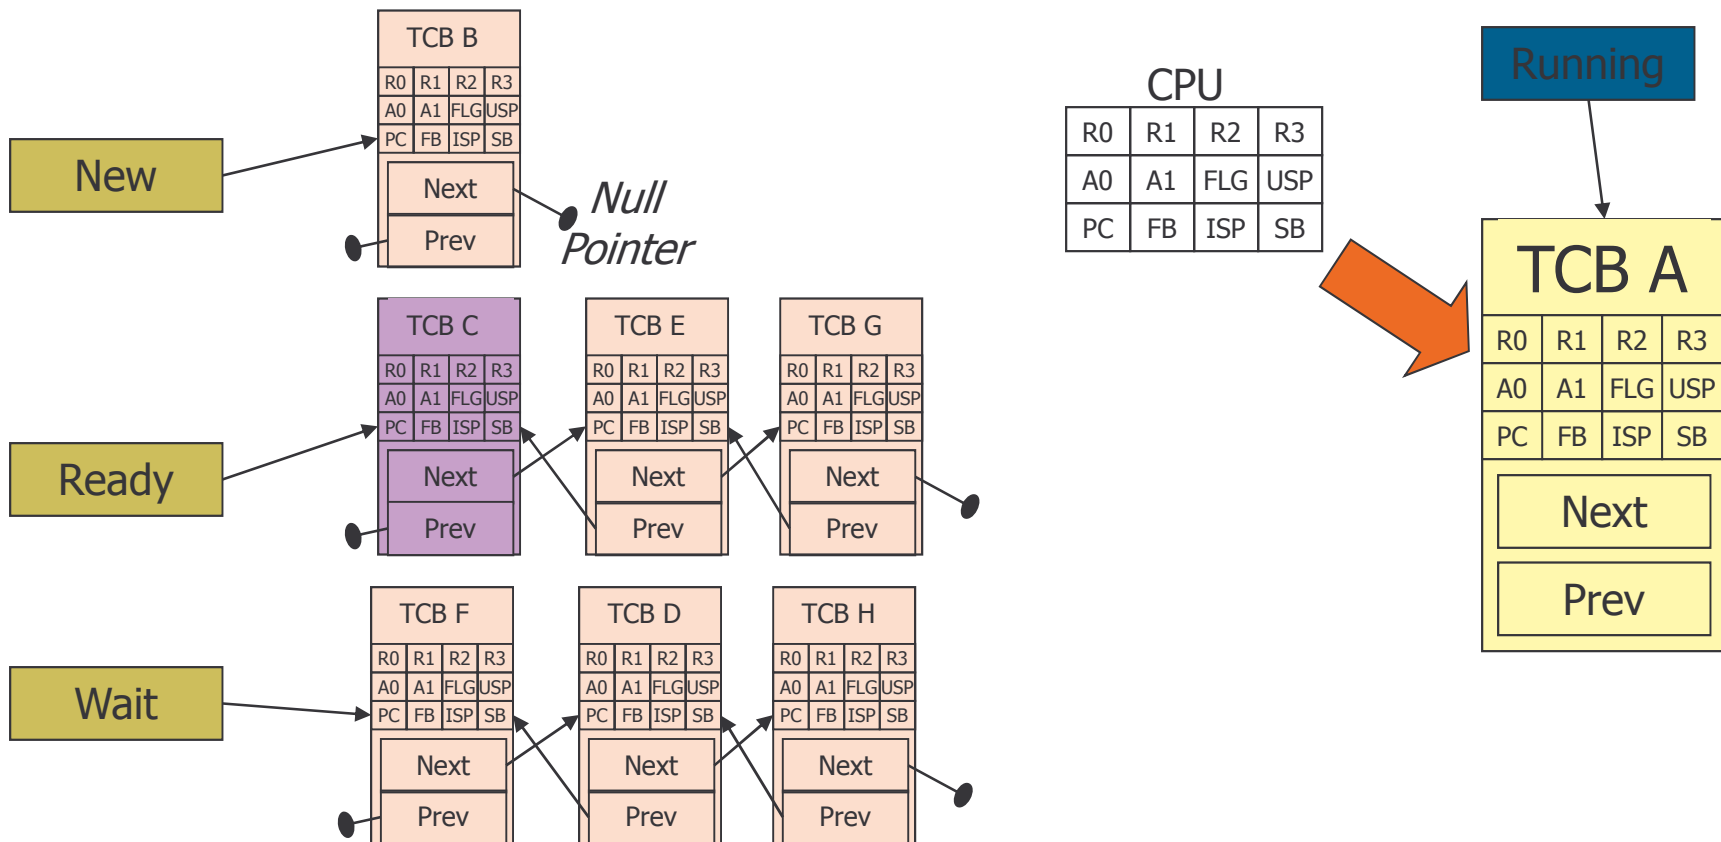 New
TCB B
R0 R1 R2 R3
A0 A1 FLG USP
PC FB ISP SB
Next
Prev
Null
Pointer
Ready
TCB C
R0 R1 R2 R3
A0 A1 FLG USP
PC FB ISP SB
Next
Prev
TCB E
R0 R1 R2 R3
A0 A1 FLG USP
PC FB ISP SB
Next
Prev
TCB G
R0 R1 R2 R3
A0 A1 FLG USP
PC FB ISP SB
Next
Prev
Wait
TCB F
R0 R1 R2 R3
A0 A1 FLG USP
PC FB ISP SB
Next
Prev
TCB D
R0 R1 R2 R3
A0 A1 FLG USP
PC FB ISP SB
Next
Prev
TCB H
R0 R1 R2 R3
A0 A1 FLG USP
PC FB ISP SB
Next
Prev
CPU
R0 R1 R2 R3
A0 A1 FLG USP
PC FB ISP SB
Running
TCB A
R0 R1 R2 R3
A0 A1 FLG USP
PC FB ISP SB
Next
Prev